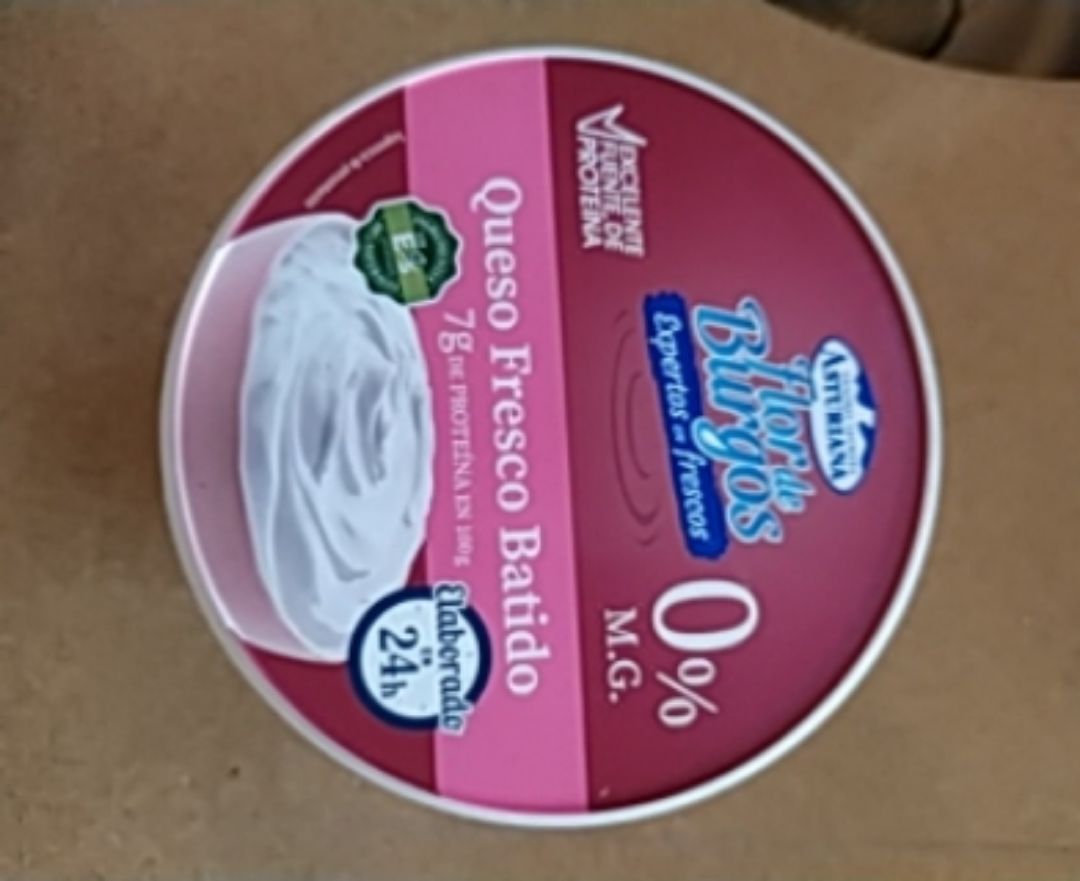 ASTURIANA
Flor de
Burgos
Expertos en frescos
EXCELENTE
FUENTE DE
PROTEÍNA
0%
M.G.
Queso Fresco Batido
7g DE PROTEÍNA EN 100g
Elaborado
EN
24h